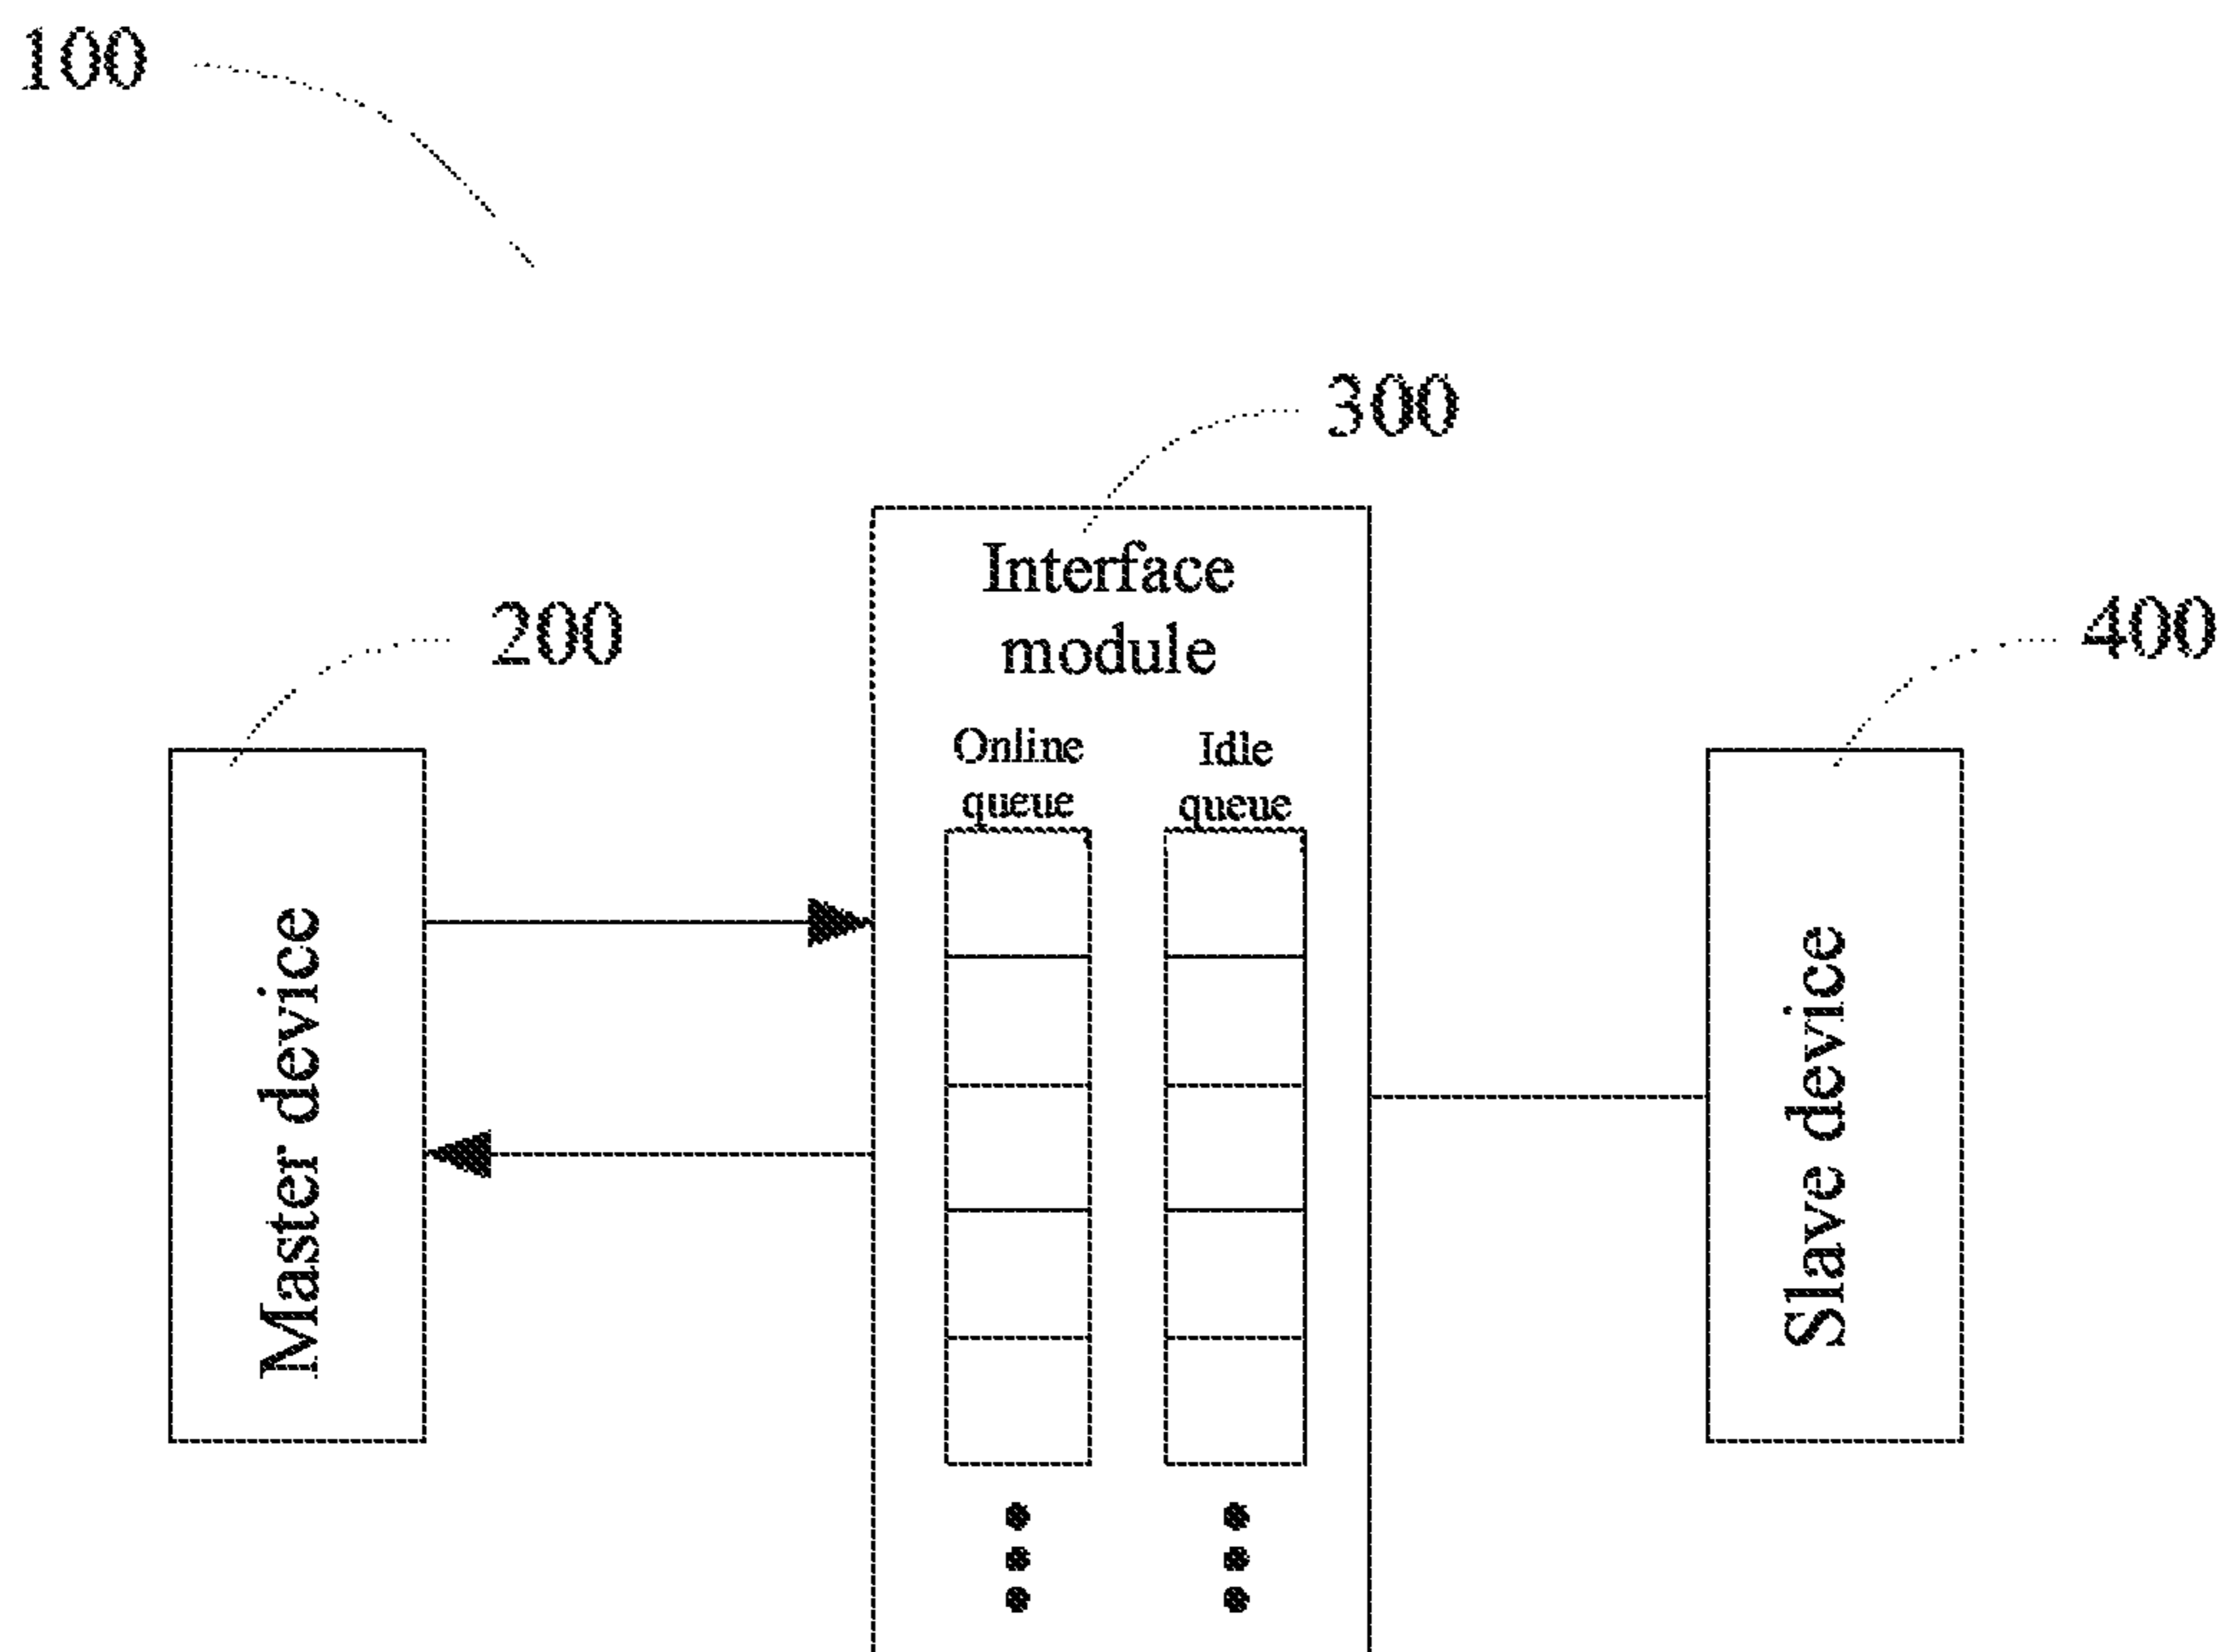 100
300
Interface
module
200
400
Online
queue
Idle
queue
Master device
Slave device